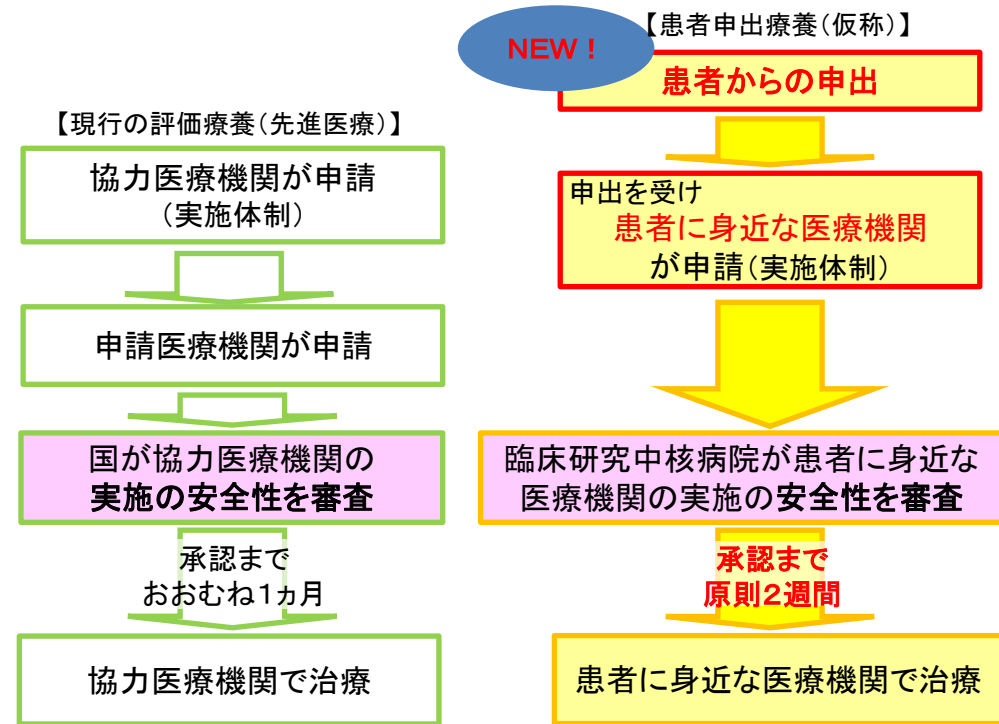 【現行の評価療養(先進医療)】
協力医療機関が申請
(実施体制)
申請医療機関が申請
国が協力医療機関の
実施の安全性を審査
承認まで
おおむね1ヵ月
協力医療機関で治療
NEW!
【患者申出療養(仮称)】
患者からの申出
申出を受け
患者に身近な医療機関
が申請(実施体制)
臨床研究中核病院が患者に身近な
医療機関の実施の安全性を審査
承認まで
原則2週間
患者に身近な医療機関で治療